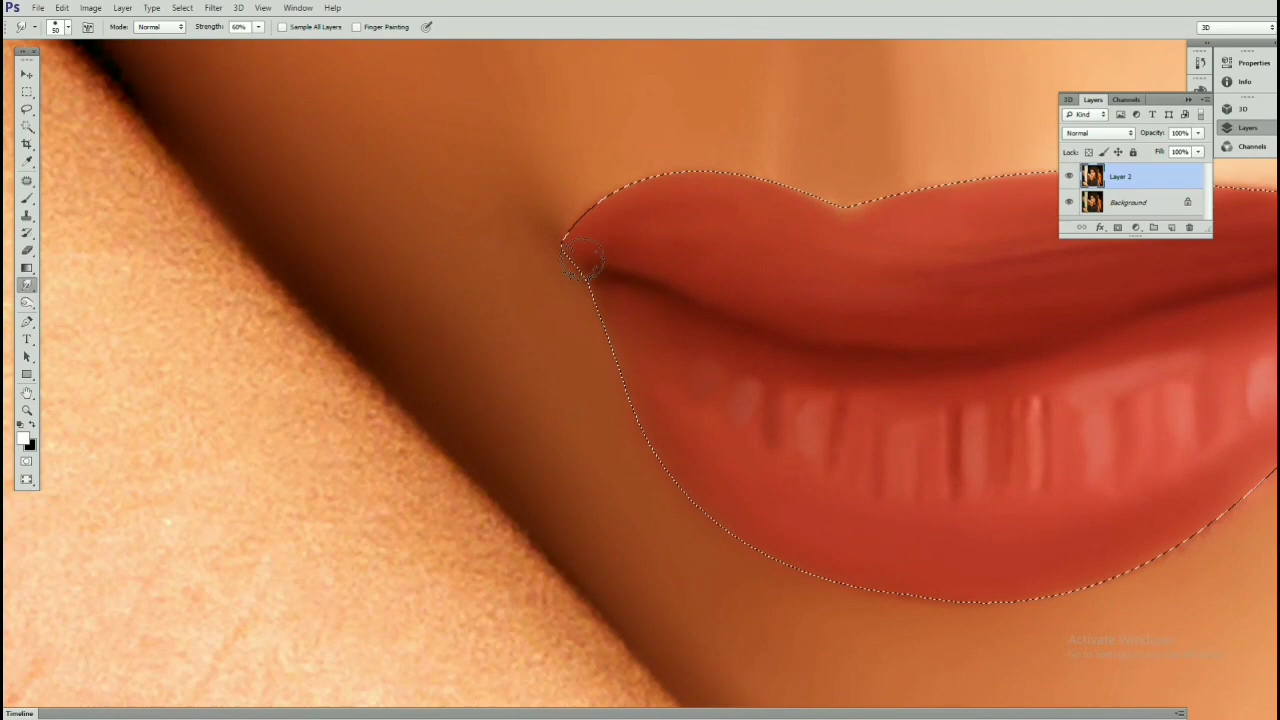 Ps File Edit Image Layer Type Select Filter 3D View Window Help
50 Mode: Normal Strength: 60% Sample All Layers Finger Painting 3D
Properties
Info
3D
Layers
Channels
3D Layers Channels
Kind
Normal Opacity: 100%
Lock: Fill: 100%
Layer 2
Background
fx
T
Activate Windows
Timeline